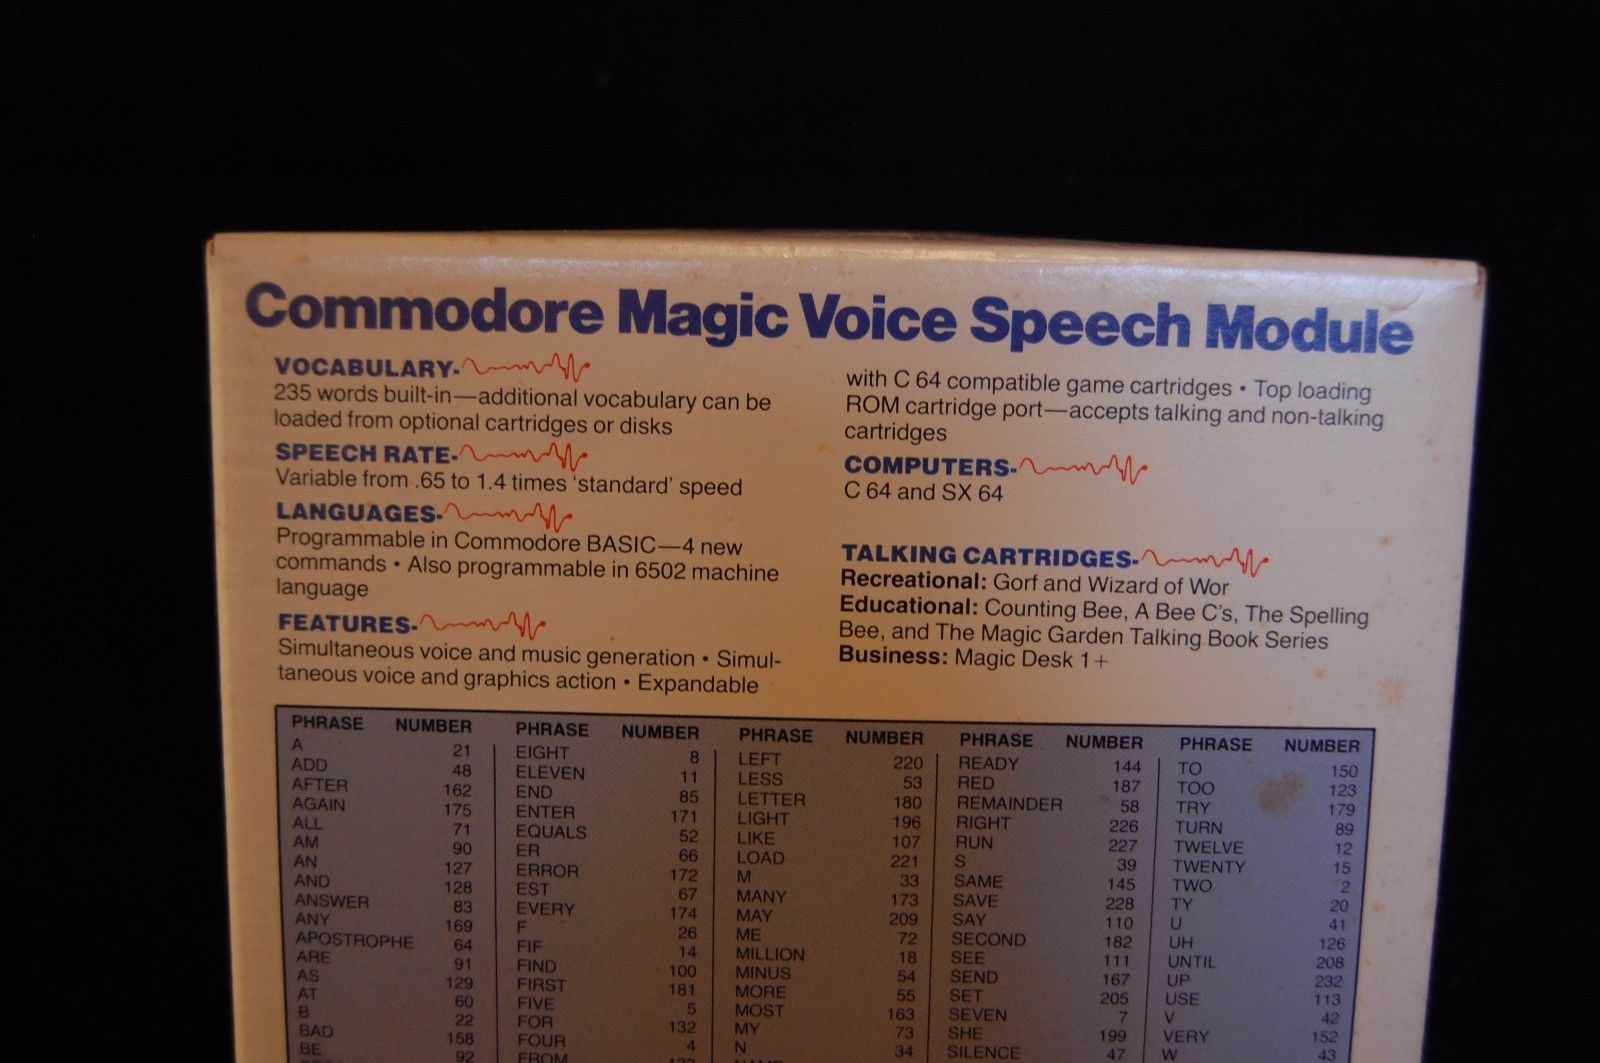 Commodore Magic Voice Speech Module
VOCABULARY-
235 words built-in—additional vocabulary can be
loaded from optional cartridges or disks
SPEECH RATE-
Variable from .65 to 1.4 times 'standard' speed
LANGUAGES-
Programmable in Commodore BASIC—4 new
commands • Also programmable in 6502 machine
language
FEATURES-
Simultaneous voice and music generation • Simul-
taneous voice and graphics action • Expandable
with C 64 compatible game cartridges • Top loading
ROM cartridge port—accepts talking and non-talking
cartridges
COMPUTERS-
C 64 and SX 64
TALKING CARTRIDGES-
Recreational: Gorf and Wizard of Wor
Educational: Counting Bee, A Bee C's, The Spelling
Bee, and The Magic Garden Talking Book Series
Business: Magic Desk 1+
PHRASE NUMBER
A 21
ADD 48
AFTER 162
AGAIN 175
ALL 71
AM 90
AN 127
AND 128
ANSWER 83
ANY 169
APOSTROPHE 64
ARE 91
AS 129
AT 60
B 22
BAD 158
BE 92
PHRASE NUMBER
EIGHT 8
ELEVEN 11
END 85
ENTER 171
EQUALS 52
ER 66
ERROR 172
EST 67
EVERY 174
F 26
FIF 14
FIND 100
FIRST 181
FIVE 5
FOR 132
FOUR 4
FROM
PHRASE NUMBER
LEFT 220
LESS 53
LETTER 180
LIGHT 196
LIKE 107
LOAD 221
M 33
MANY 173
MAY 209
ME 72
MILLION 18
MINUS 54
MORE 55
MOST 163
MY 73
N 34
PHRASE NUMBER
READY 144
RED 187
REMAINDER 58
RIGHT 226
RUN 227
S 39
SAME 145
SAVE 228
SAY 110
SECOND 182
SEE 111
SEND 167
SET 205
SEVEN 7
SHE 199
SILENCE 47
PHRASE NUMBER
TO 150
TOO 123
TRY 179
TURN 89
TWELVE 12
TWENTY 15
TWO 2
TY 20
U 41
UH 126
UNTIL 208
UP 232
USE 113
V 42
VERY 152
W 43